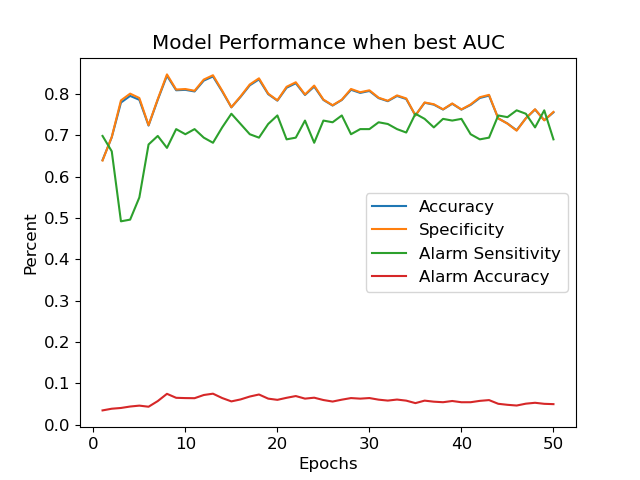 Model Performance when best AUC
Percent
0.8
0.7
0.6
0.5
0.4
0.3
0.2
0.1
0.0
Accuracy
Specificity
Alarm Sensitivity
Alarm Accuracy
0 10 20 30 40 50
Epochs